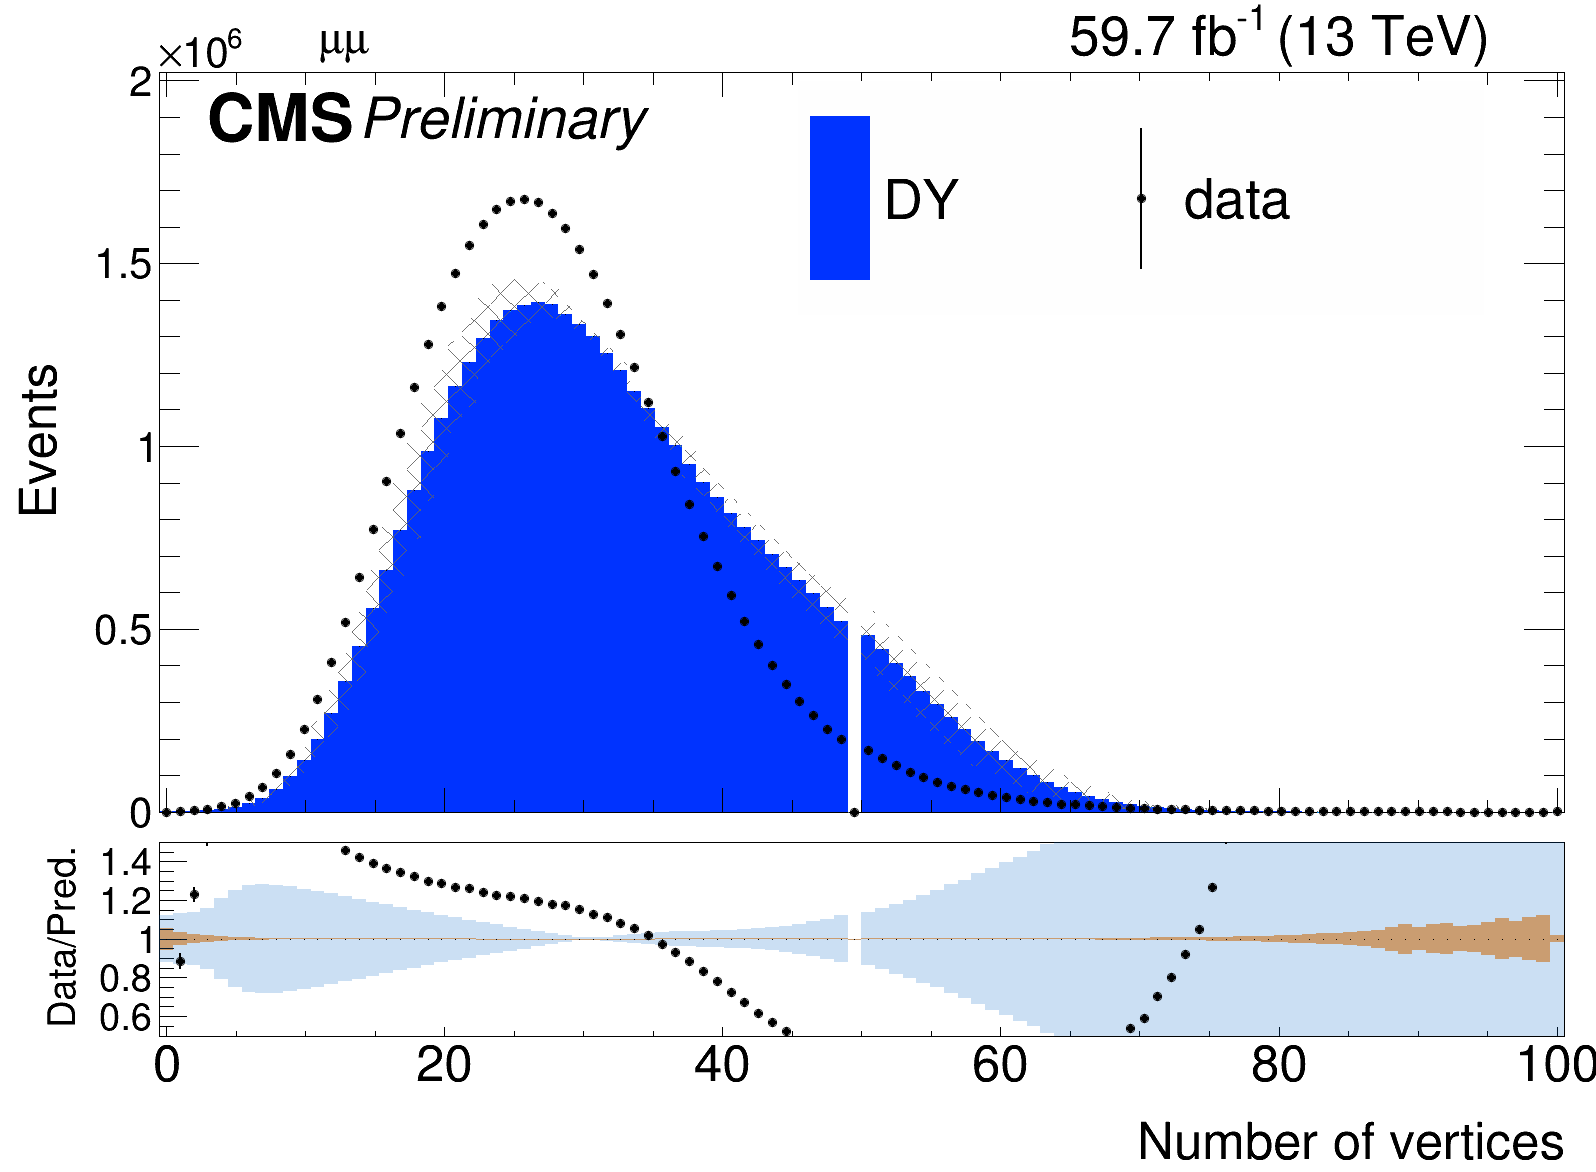 ×10⁶ μμ 59.7 fb⁻¹ (13 TeV)
CMS Preliminary
DY data
Events
2
1.5
1
0.5
0
Data/Pred.
1.4
1.2
1
0.8
0.6
0 20 40 60 80 100
Number of vertices